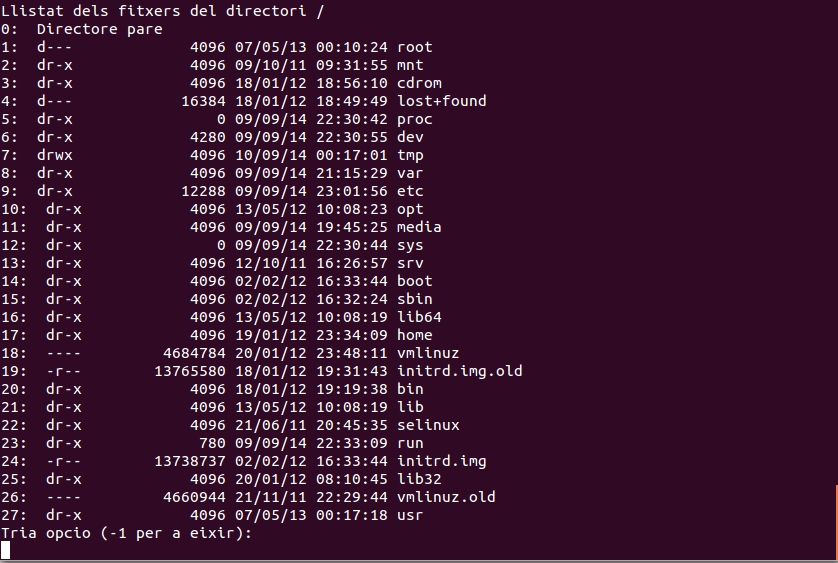 Llistat dels fitxers del directori /
0:  Directore pare
1:  d---             4096 07/05/13 00:10:24 root
2:  dr-x             4096 09/10/11 09:31:55 mnt
3:  dr-x             4096 18/01/12 18:56:10 cdrom
4:  d---            16384 18/01/12 18:49:49 lost+found
5:  dr-x                0 09/09/14 22:30:42 proc
6:  dr-x             4280 09/09/14 22:30:55 dev
7:  drwx             4096 10/09/14 00:17:01 tmp
8:  dr-x             4096 09/09/14 21:15:29 var
9:  dr-x            12288 09/09/14 23:01:56 etc
10:  dr-x            4096 13/05/12 10:08:23 opt
11:  dr-x            4096 09/09/14 19:45:25 media
12:  dr-x               0 09/09/14 22:30:44 sys
13:  dr-x            4096 12/10/11 16:26:57 srv
14:  dr-x            4096 02/02/12 16:33:44 boot
15:  dr-x            4096 02/02/12 16:32:24 sbin
16:  dr-x            4096 13/05/12 10:08:19 lib64
17:  dr-x            4096 19/01/12 23:34:09 home
18:  ----         4684784 20/01/12 23:48:11 vmlinuz
19:  -r--        13765580 18/01/12 19:31:43 initrd.img.old
20:  dr-x            4096 18/01/12 19:19:38 bin
21:  dr-x            4096 13/05/12 10:08:19 lib
22:  dr-x            4096 21/06/11 20:45:35 selinux
23:  dr-x             780 09/09/14 22:33:09 run
24:  -r--        13738737 02/02/12 16:33:44 initrd.img
25:  dr-x            4096 20/01/12 08:10:45 lib32
26:  ----         4660944 21/11/11 22:29:44 vmlinuz.old
27:  dr-x            4096 07/05/13 00:17:18 usr
Tria opcio (-1 per a eixir):